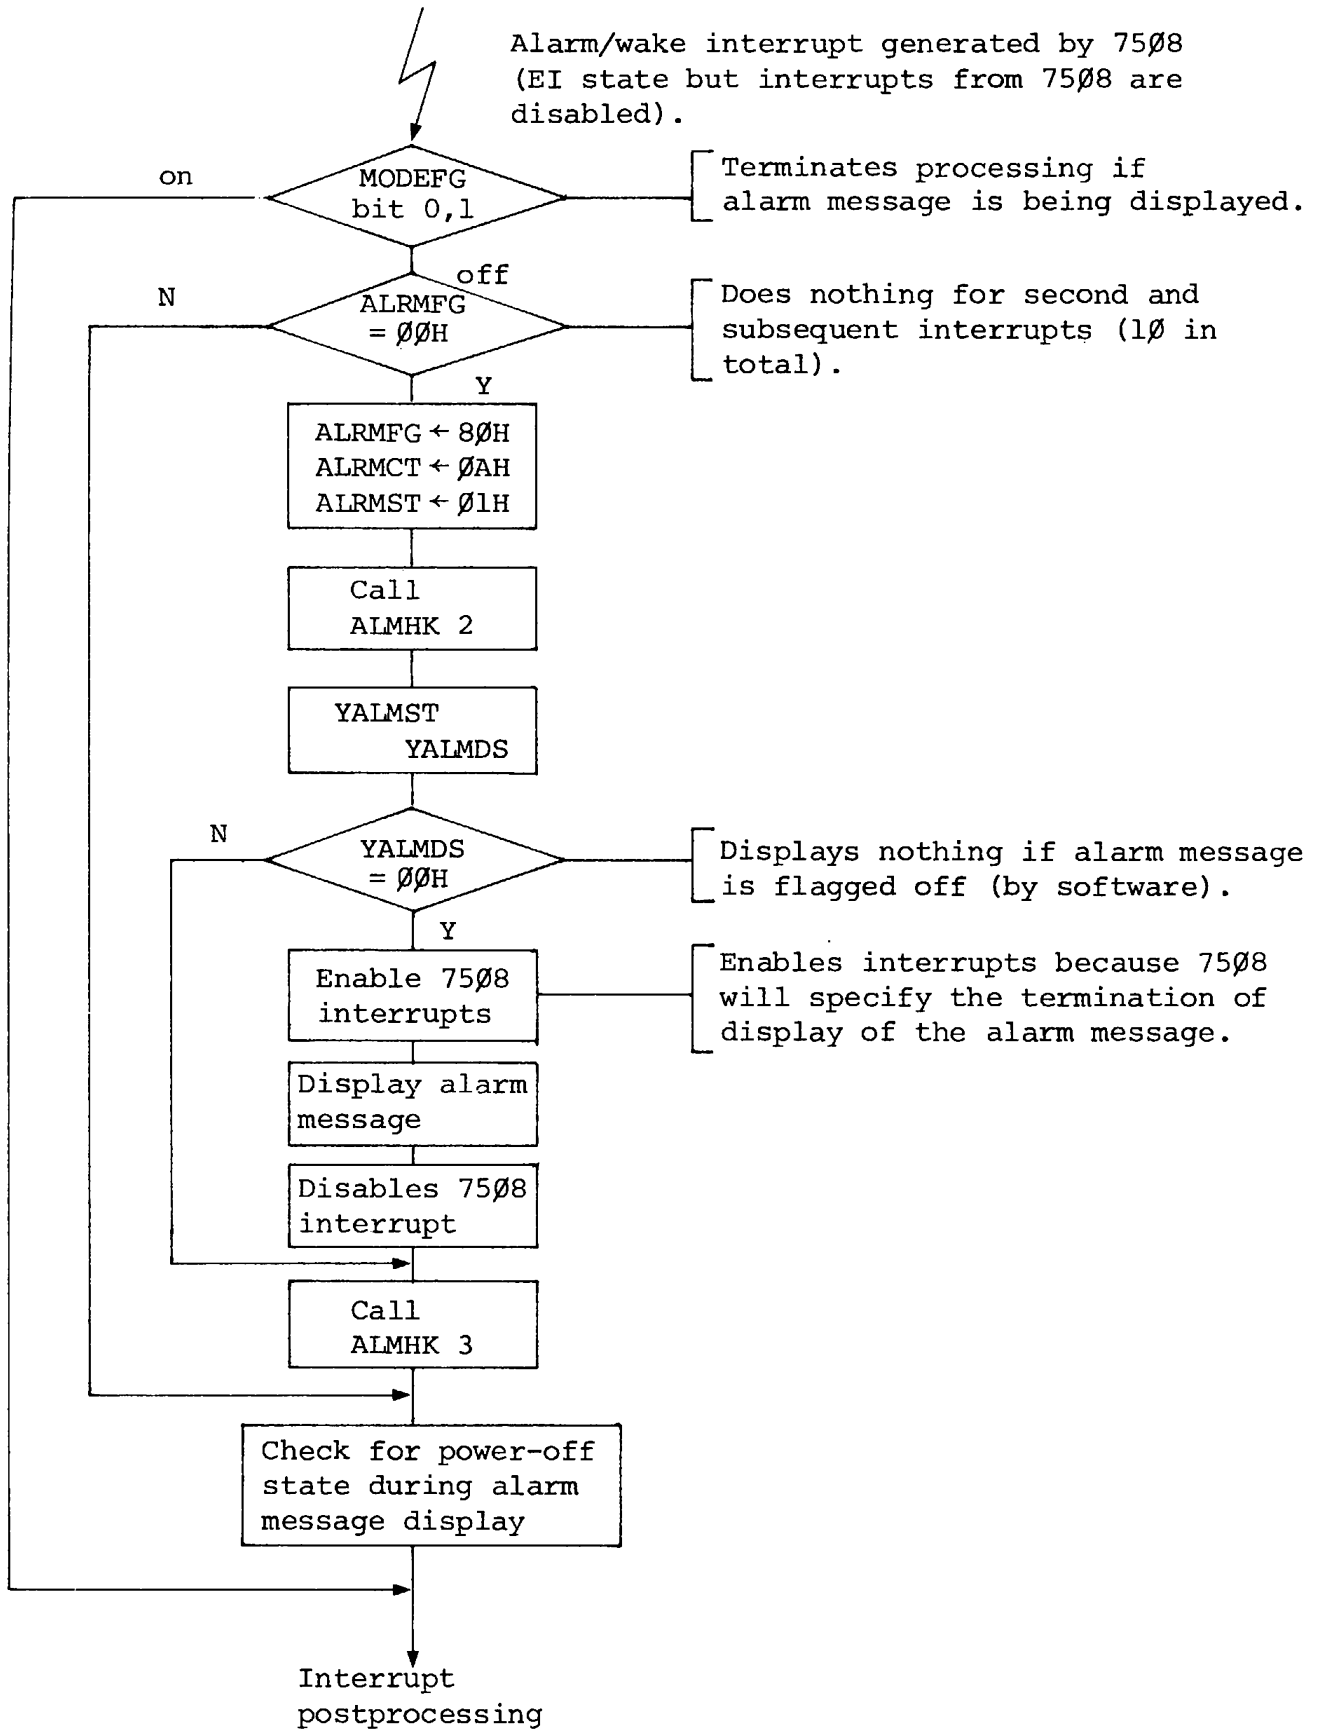 Alarm/wake interrupt generated by 75Ø8
(EI state but interrupts from 75Ø8 are
disabled).
on
MODEFG
bit 0,1
Terminates processing if
alarm message is being displayed.
off
N
ALRMFG
= ØØH
Does nothing for second and
subsequent interrupts (1Ø in
total).
Y
ALRMFG ← 8ØH
ALRMCT ← ØAH
ALRMST ← Ø1H
Call
ALMHK 2
YALMST
YALMDS
N
YALMDS
= ØØH
Displays nothing if alarm message
is flagged off (by software).
Y
Enable 75Ø8
interrupts
Enables interrupts because 75Ø8
will specify the termination of
display of the alarm message.
Display alarm
message
Disables 75Ø8
interrupt
Call
ALMHK 3
Check for power-off
state during alarm
message display
Interrupt
postprocessing